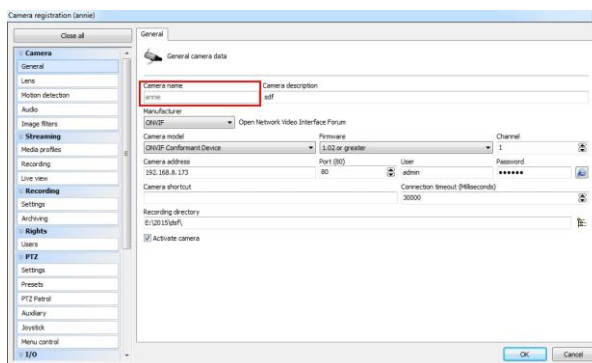 Camera registration (annie)
Close all
Camera
General
Lens
Motion detection
Audio
Image filters
Streaming
Media profiles
Recording
Live view
Recording
Settings
Archiving
Rights
Users
PTZ
Settings
Presets
PTZ Patrol
Auxiliary
Joystick
Menu control
I/O
General
General camera data
Camera name Camera description
annie sdf
Manufacturer
ONVIF Open Network Video Interface Forum
Camera model Firmware Channel
ONVIF Conformant Device 1.02 or greater 1
Camera address Port (80) User Password
192.168.8.173 80 admin ●●●●●●
Camera shortcut Connection timeout (Milliseconds)
30000
Recording directory
E:\2015\dsf\
Activate camera
OK Cancel